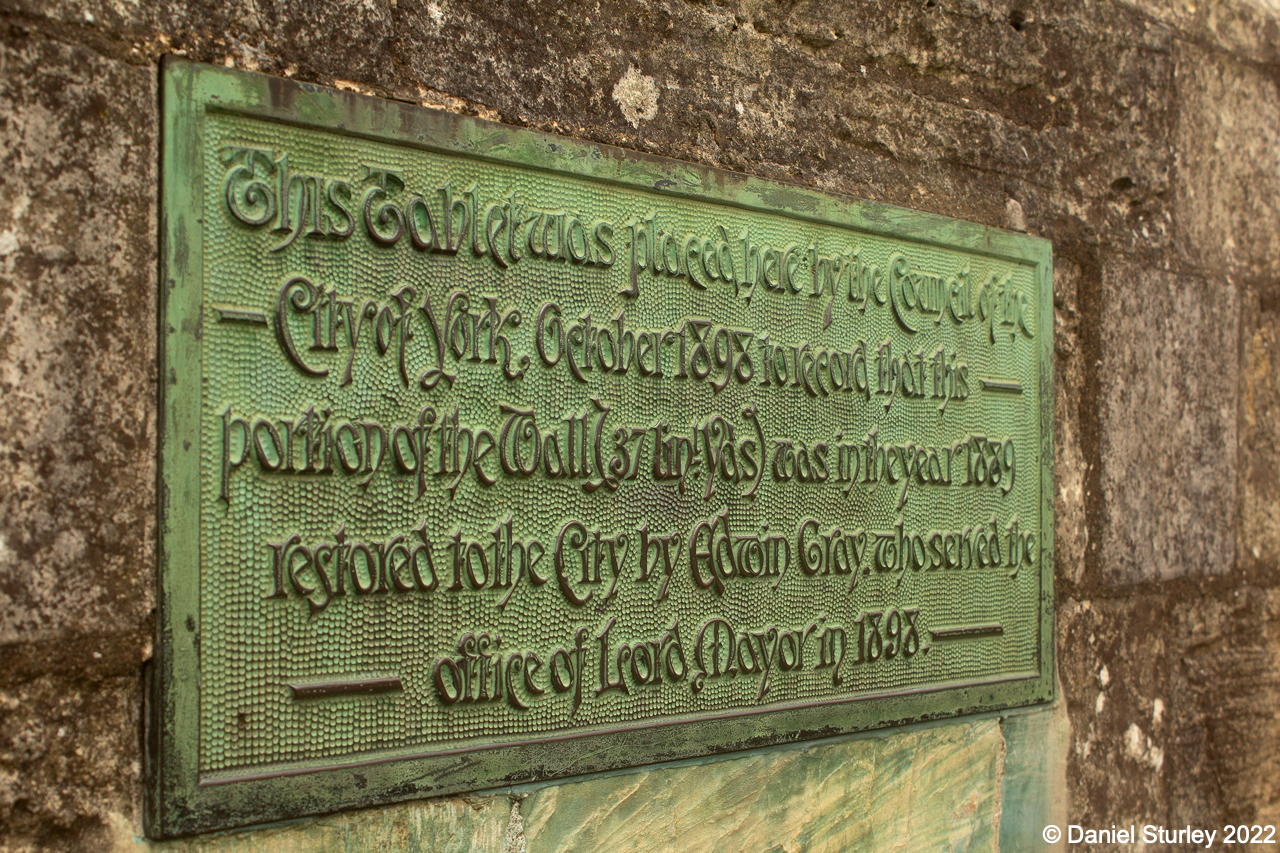 This Tablet was placed here by the Council of the
— City of York, October 1898 to record that this —
portion of the Wall (37 lin: Yds) was in the year 1889
restored to the City by Edwin Gray, who served the
— office of Lord Mayor in 1898. —
© Daniel Sturley 2022